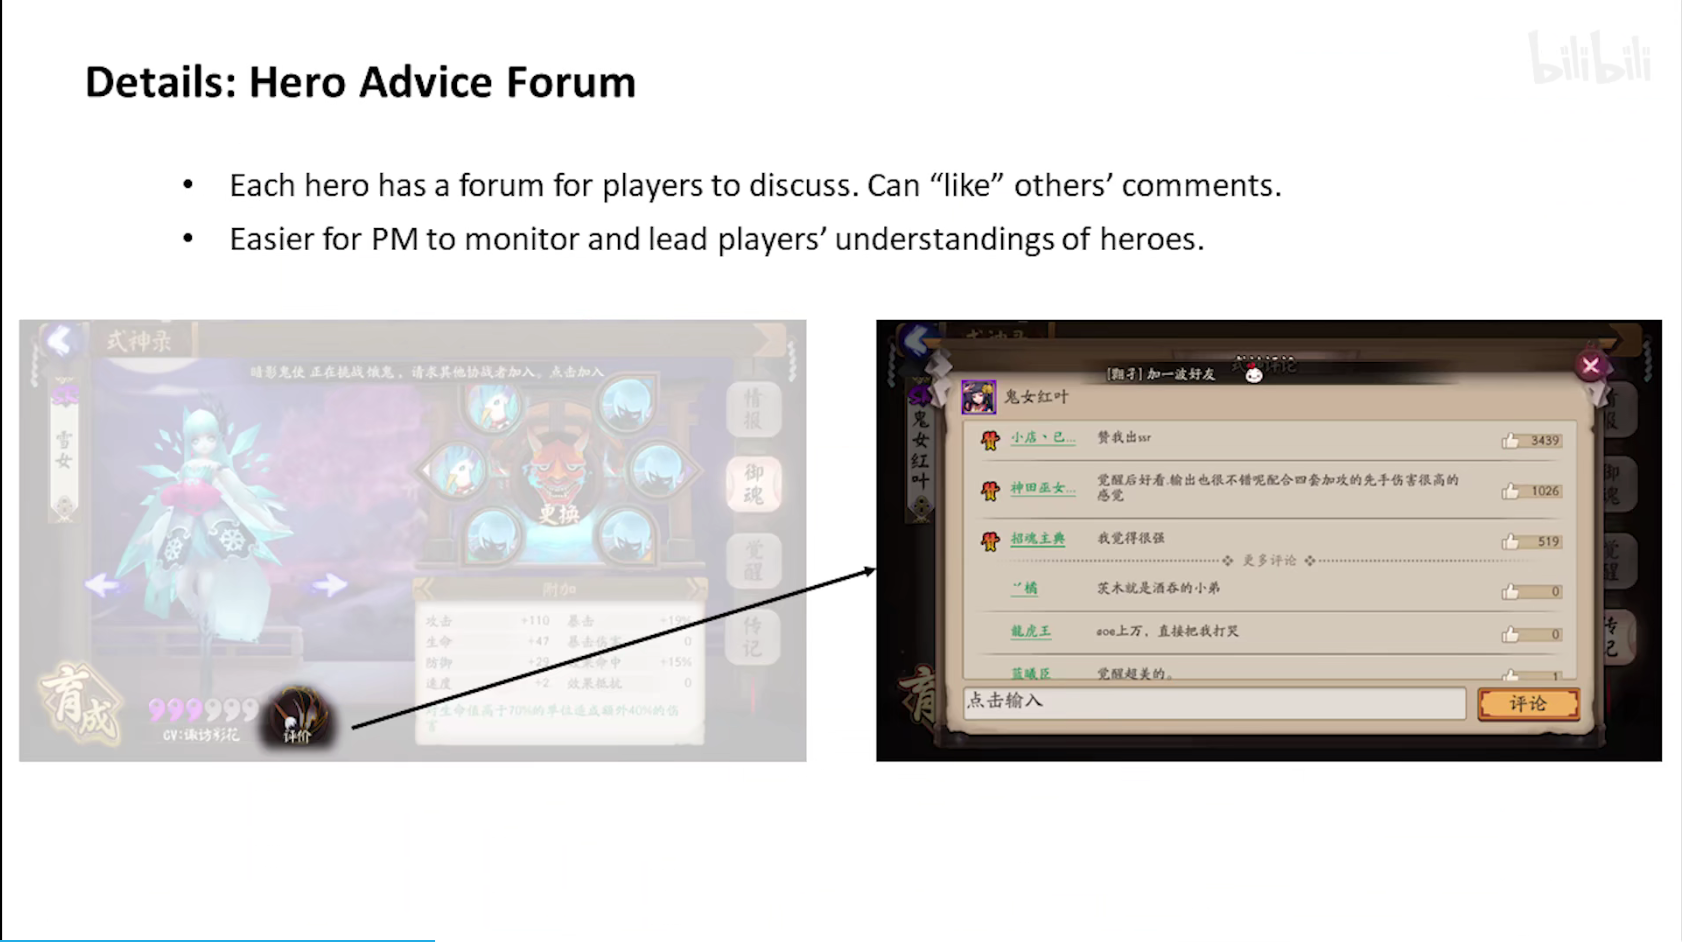 bilibili
Details: Hero Advice Forum
• Each hero has a forum for players to discuss. Can “like” others’ comments.
• Easier for PM to monitor and lead players’ understandings of heroes.
式神录
暗影鬼使 正在挑战饿鬼，请求其他协战者加入。点击加入
雪女
情报
御魂
觉醒
传记
更换
附加
攻击 +110 暴击 +19%
生命 +47 暴击伤害 0
防御 +29 效果命中 +15%
速度 +2 效果抵抗 0
对生命值高于70%的单位造成额外40%的伤害
育成
999999
CV:诹访彩花
评价
式神录
式神评论
加一波好友
鬼女红叶
鬼女红叶
赞 小店丶已... 赞我出ssr 3439
赞 神田巫女... 觉醒后好看.输出也很不错呢配合四套加攻的先手伤害很高的
感觉 1026
赞 招魂主典 我觉得很强 519
更多评论
橘 茨木就是酒吞的小弟 0
龍虎王 aoe上万，直接把我打哭 0
蓝曦臣 觉醒超美的。 1
点击输入
评论